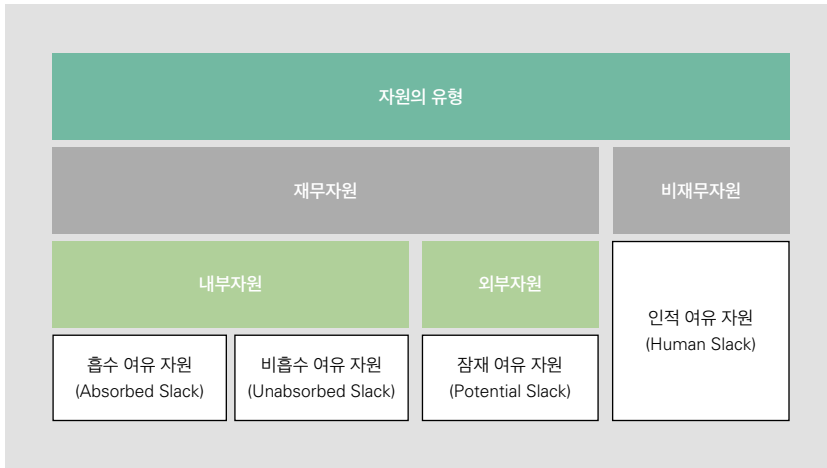 자원의 유형
재무자원
비재무자원
내부자원
외부자원
인적 여유 자원
(Human Slack)
흡수 여유 자원
(Absorbed Slack)
비흡수 여유 자원
(Unabsorbed Slack)
잠재 여유 자원
(Potential Slack)